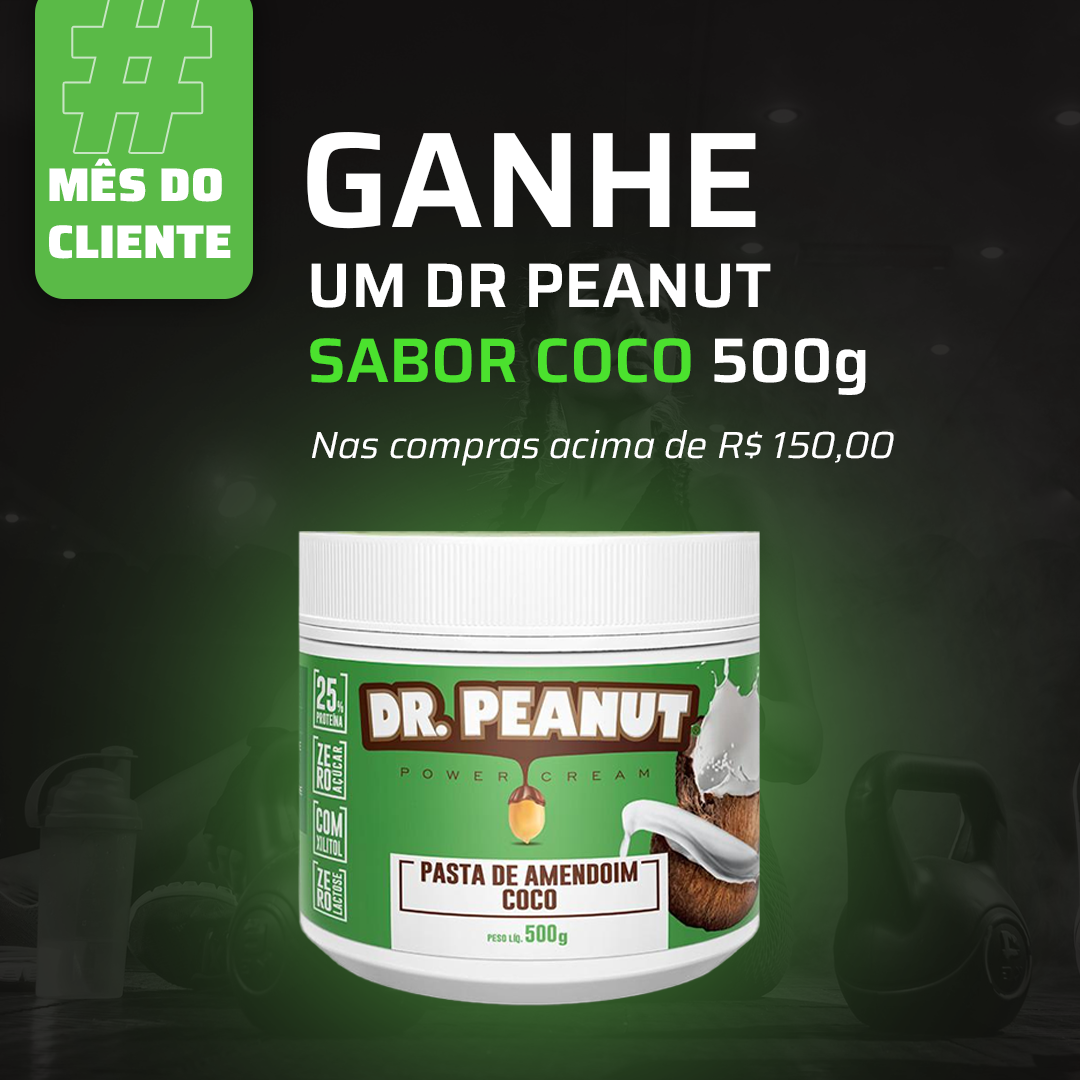 #
MÊS DO
CLIENTE
GANHE
UM DR PEANUT
SABOR COCO 500g
Nas compras acima de R$ 150,00
25%
PROTEÍNA
ZERO
AÇÚCAR
COM
XILITOL
ZERO
LACTOSE
DR. PEANUT
POWER CREAM
PASTA DE AMENDOIM
COCO
PESO LÍQ. 500g